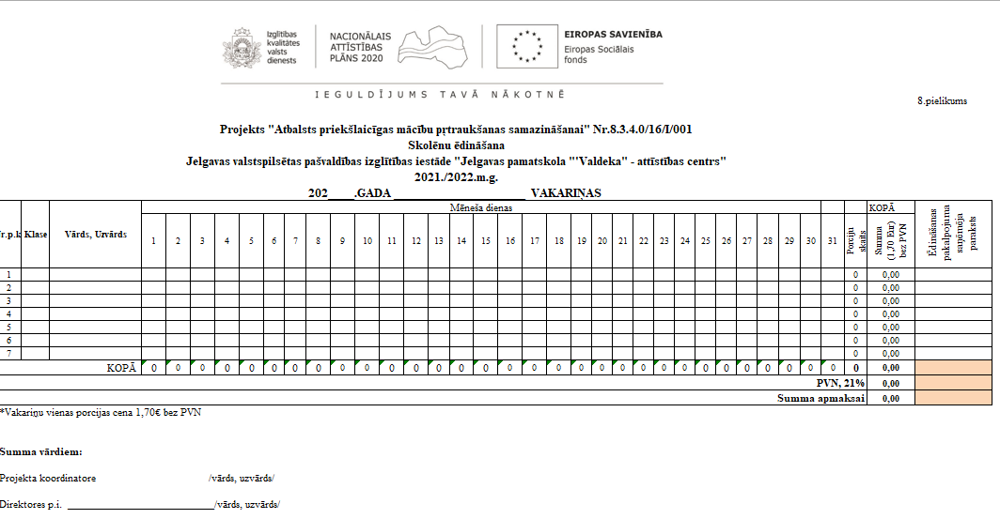 Izglītības
kvalitātes
valsts
dienests
NACIONĀLAIS
ATTĪSTĪBAS
PLĀNS 2020
EIROPAS SAVIENĪBA
Eiropas Sociālais
fonds
IEGULDĪJUMS TAVĀ NĀKOTNĒ
8.pielikums
Projekts "Atbalsts priekšlaicīgas mācību pŗtraukšanas samazināšanai" Nr.8.3.4.0/16/I/001
Skolēnu ēdināšana
Jelgavas valstspilsētas pašvaldības izglītības iestāde "Jelgavas pamatskola "'Valdeka" - attīstības centrs"
2021./2022.m.g.
202____.GADA ____________________ VAKARIŅAS
Mēneša dienas KOPĀ
Nr.p.k Klase Vārds, Uzvārds 1 2 3 4 5 6 7 8 9 10 11 12 13 14 15 16 17 18 19 20 21 22 23 24 25 26 27 28 29 30 31 Porciju skaits Summa (1,70 Eur) bez PVN Ēdināšanas pakalpojuma saņēmēja paraksts
1 0 0,00
2 0 0,00
3 0 0,00
4 0 0,00
5 0 0,00
6 0 0,00
7 0 0,00
KOPĀ 0 0 0 0 0 0 0 0 0 0 0 0 0 0 0 0 0 0 0 0 0 0 0 0 0 0 0 0 0 0 0 0 0,00
PVN, 21% 0,00
Summa apmaksai 0,00
*Vakariņu vienas porcijas cena 1,70€ bez PVN
Summa vārdiem:
Projekta koordinatore /vārds, uzvārds/
Direktores p.i. ____________________________/vārds, uzvārds/